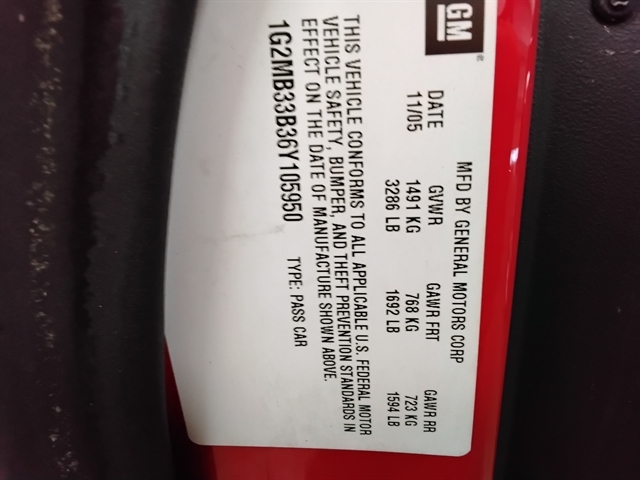 GM
MFD BY GENERAL MOTORS CORP
DATE GVWR GAWR FRT GAWR RR
11/05 1491 KG 768 KG 723 KG
3286 LB 1692 LB 1594 LB
THIS VEHICLE CONFORMS TO ALL APPLICABLE U.S. FEDERAL MOTOR
VEHICLE SAFETY, BUMPER, AND THEFT PREVENTION STANDARDS IN
EFFECT ON THE DATE OF MANUFACTURE SHOWN ABOVE.
1G2MB33B36Y105950 TYPE: PASS CAR